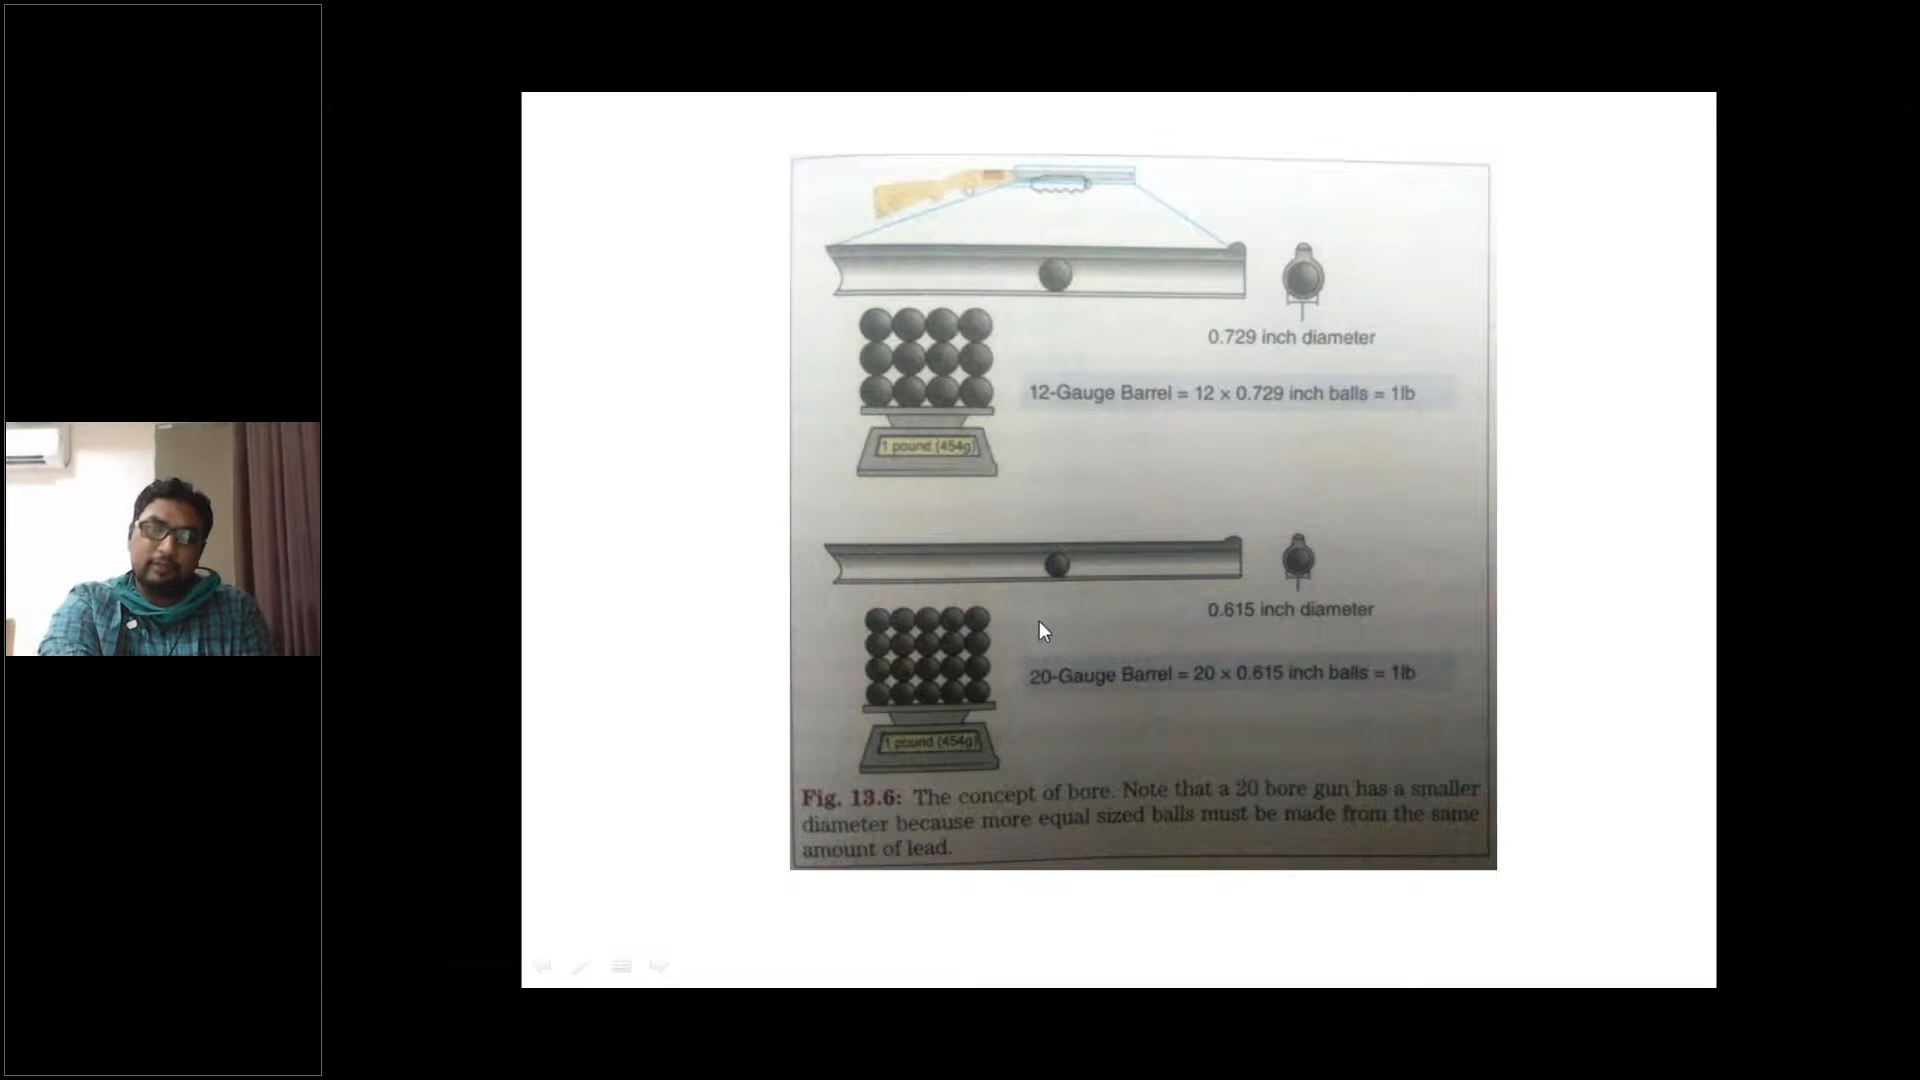 0.729 inch diameter
12-Gauge Barrel = 12 × 0.729 inch balls = 1lb
1 pound (454g)
0.615 inch diameter
20-Gauge Barrel = 20 × 0.615 inch balls = 1lb
1 pound (454g)
Fig. 13.6: The concept of bore. Note that a 20 bore gun has a smaller
diameter because more equal sized balls must be made from the same
amount of lead.